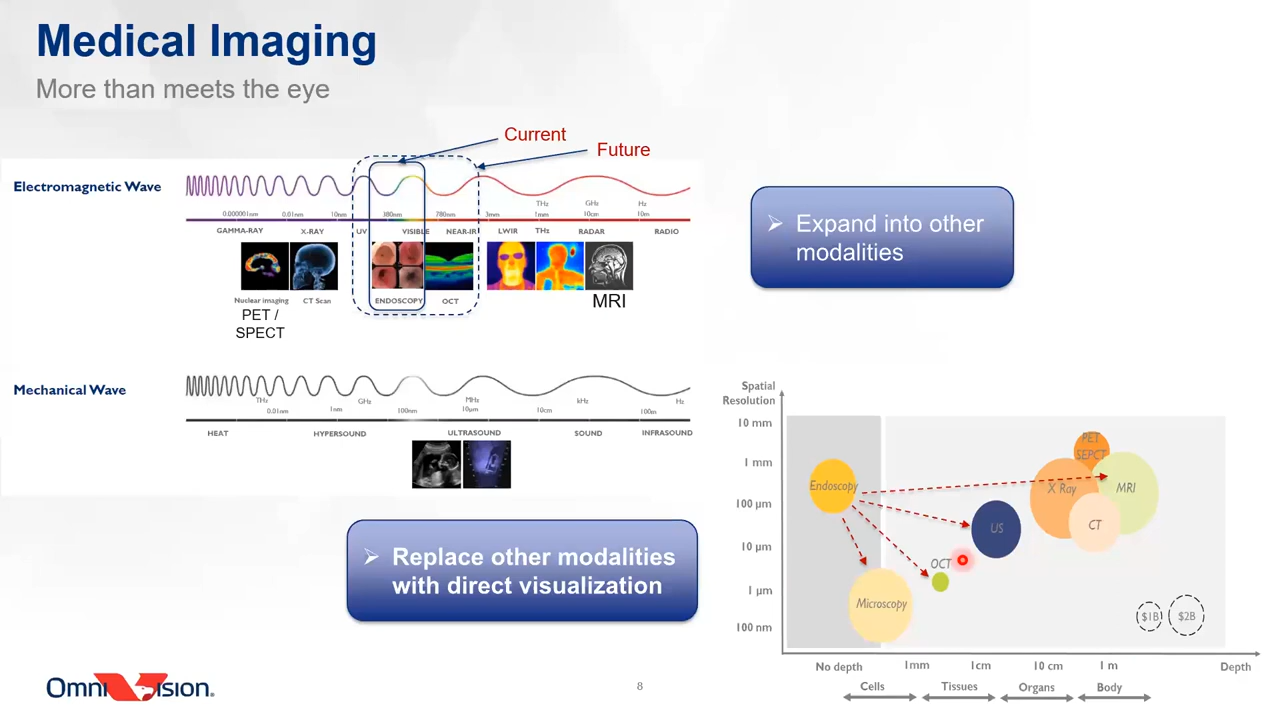 Medical Imaging
More than meets the eye
Current
Future
Electromagnetic Wave
THz GHz Hz
0.00001nm 0.01nm 10nm 380nm 780nm 3mm 1mm 10cm 10m
GAMMA-RAY X-RAY UV VISIBLE NEAR-IR LWIR THz RADAR RADIO
Nuclear imaging CT Scan ENDOSCOPY OCT
MRI
PET /
SPECT
Expand into other
modalities
Mechanical Wave
THz GHz MHz kHz Hz
0.01nm 1nm 100nm 10µm 10cm 100m
HEAT HYPERSOUND ULTRASOUND SOUND INFRASOUND
Replace other modalities
with direct visualization
Spatial
Resolution
10 mm
1 mm
100 µm
10 µm
1 µm
100 nm
PET
SEPCT
Endoscopy
X Ray
MRI
US
CT
OCT
Microscopy
$1B $2B
No depth 1mm 1cm 10 cm 1 m Depth
Cells Tissues Organs Body
OmniVision
8